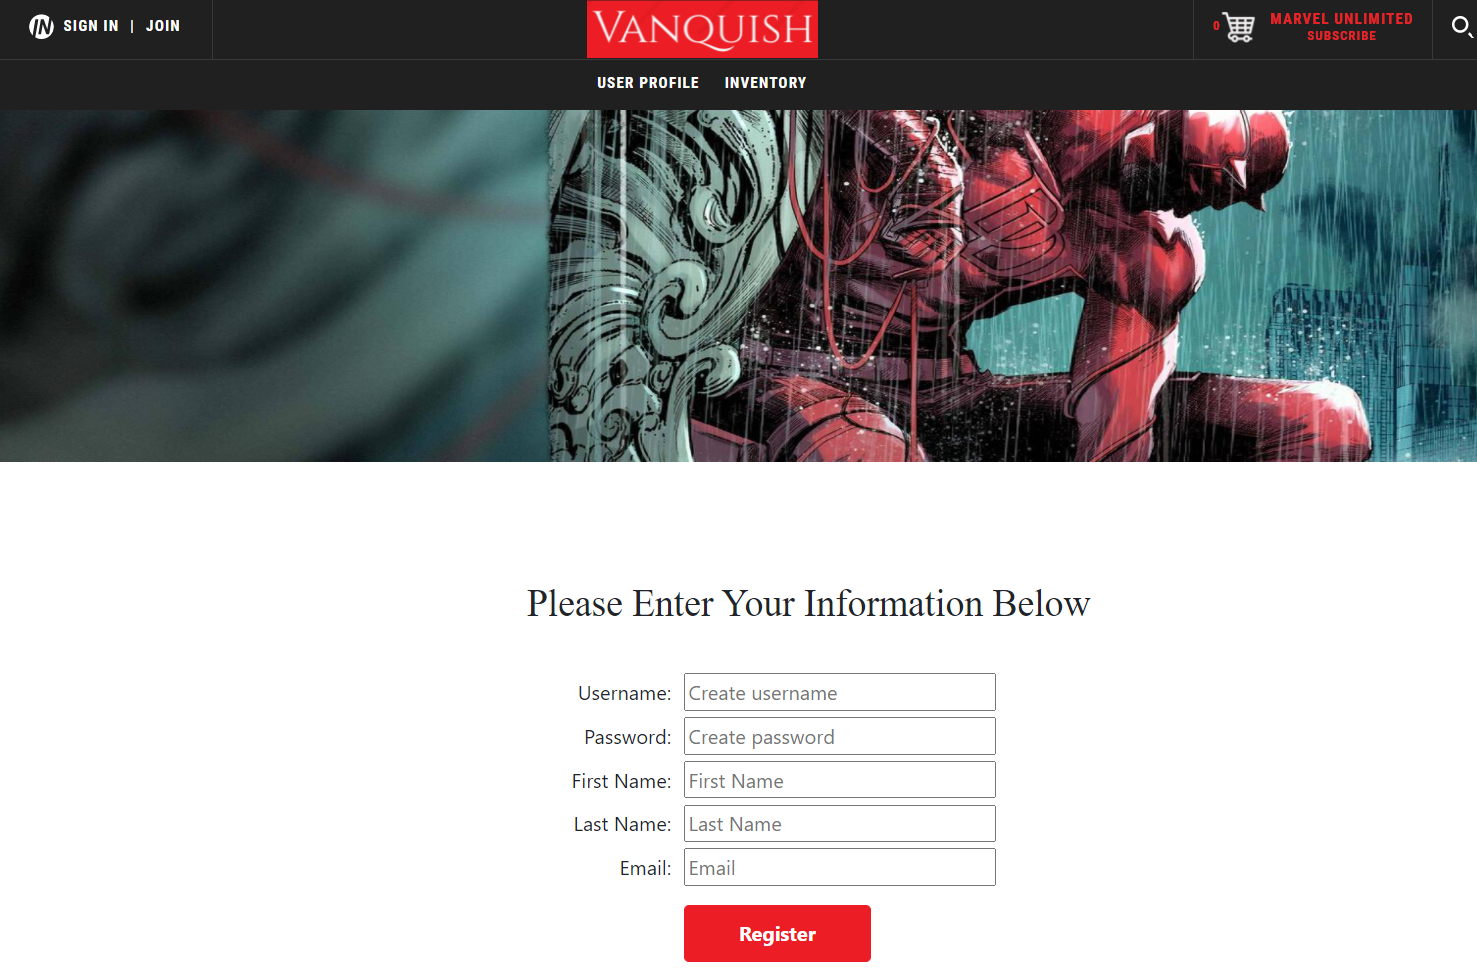 IN SIGN IN | JOIN
VANQUISH
0
MARVEL UNLIMITED
SUBSCRIBE
USER PROFILE INVENTORY
Please Enter Your Information Below
Username: Create username
Password: Create password
First Name: First Name
Last Name: Last Name
Email: Email
Register